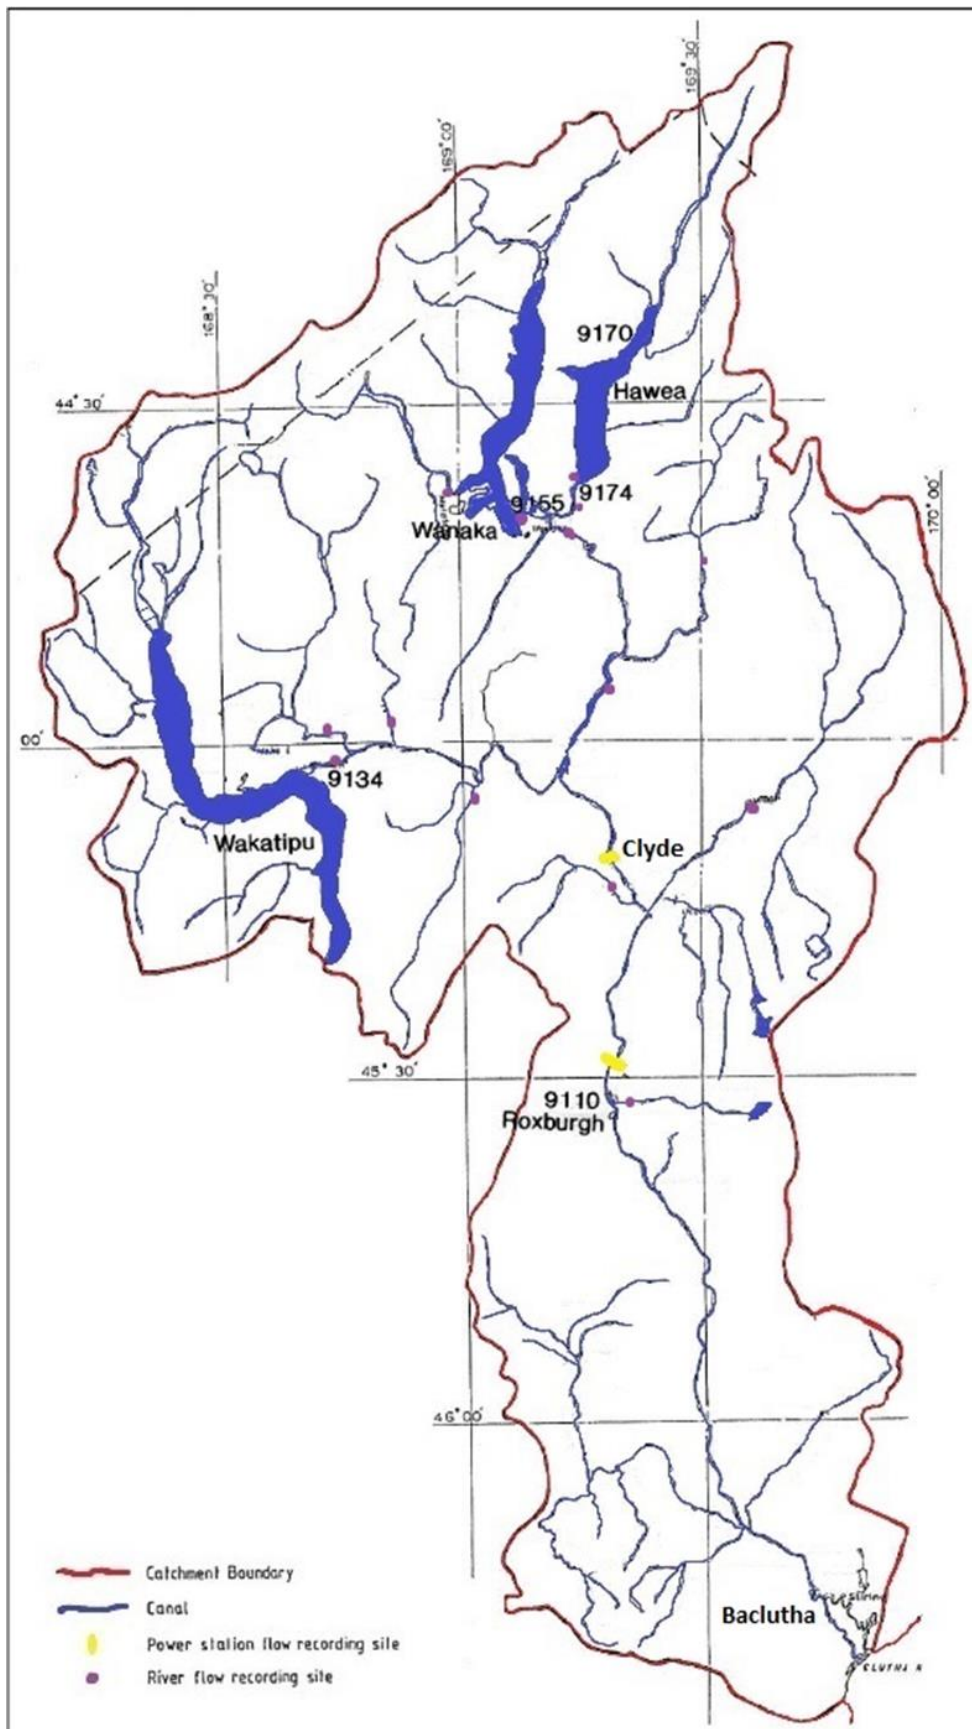 169° 30'
169° 00'
168° 30'
9170
Hawea
44° 30'
9174
9155
Wanaka
170° 00'
00'
9134
Wakatipu
Clyde
45° 30'
9110
Roxburgh
46° 00'
Catchment Boundary
Canal
Baclutha
Power station flow recording site
River flow recording site
CLUTHA R